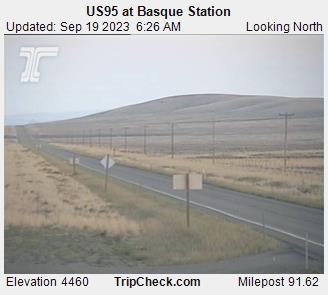 US95 at Basque Station
Updated: Sep 19 2023 6:26 AM Looking North
Elevation 4460 TripCheck.com Milepost 91.62